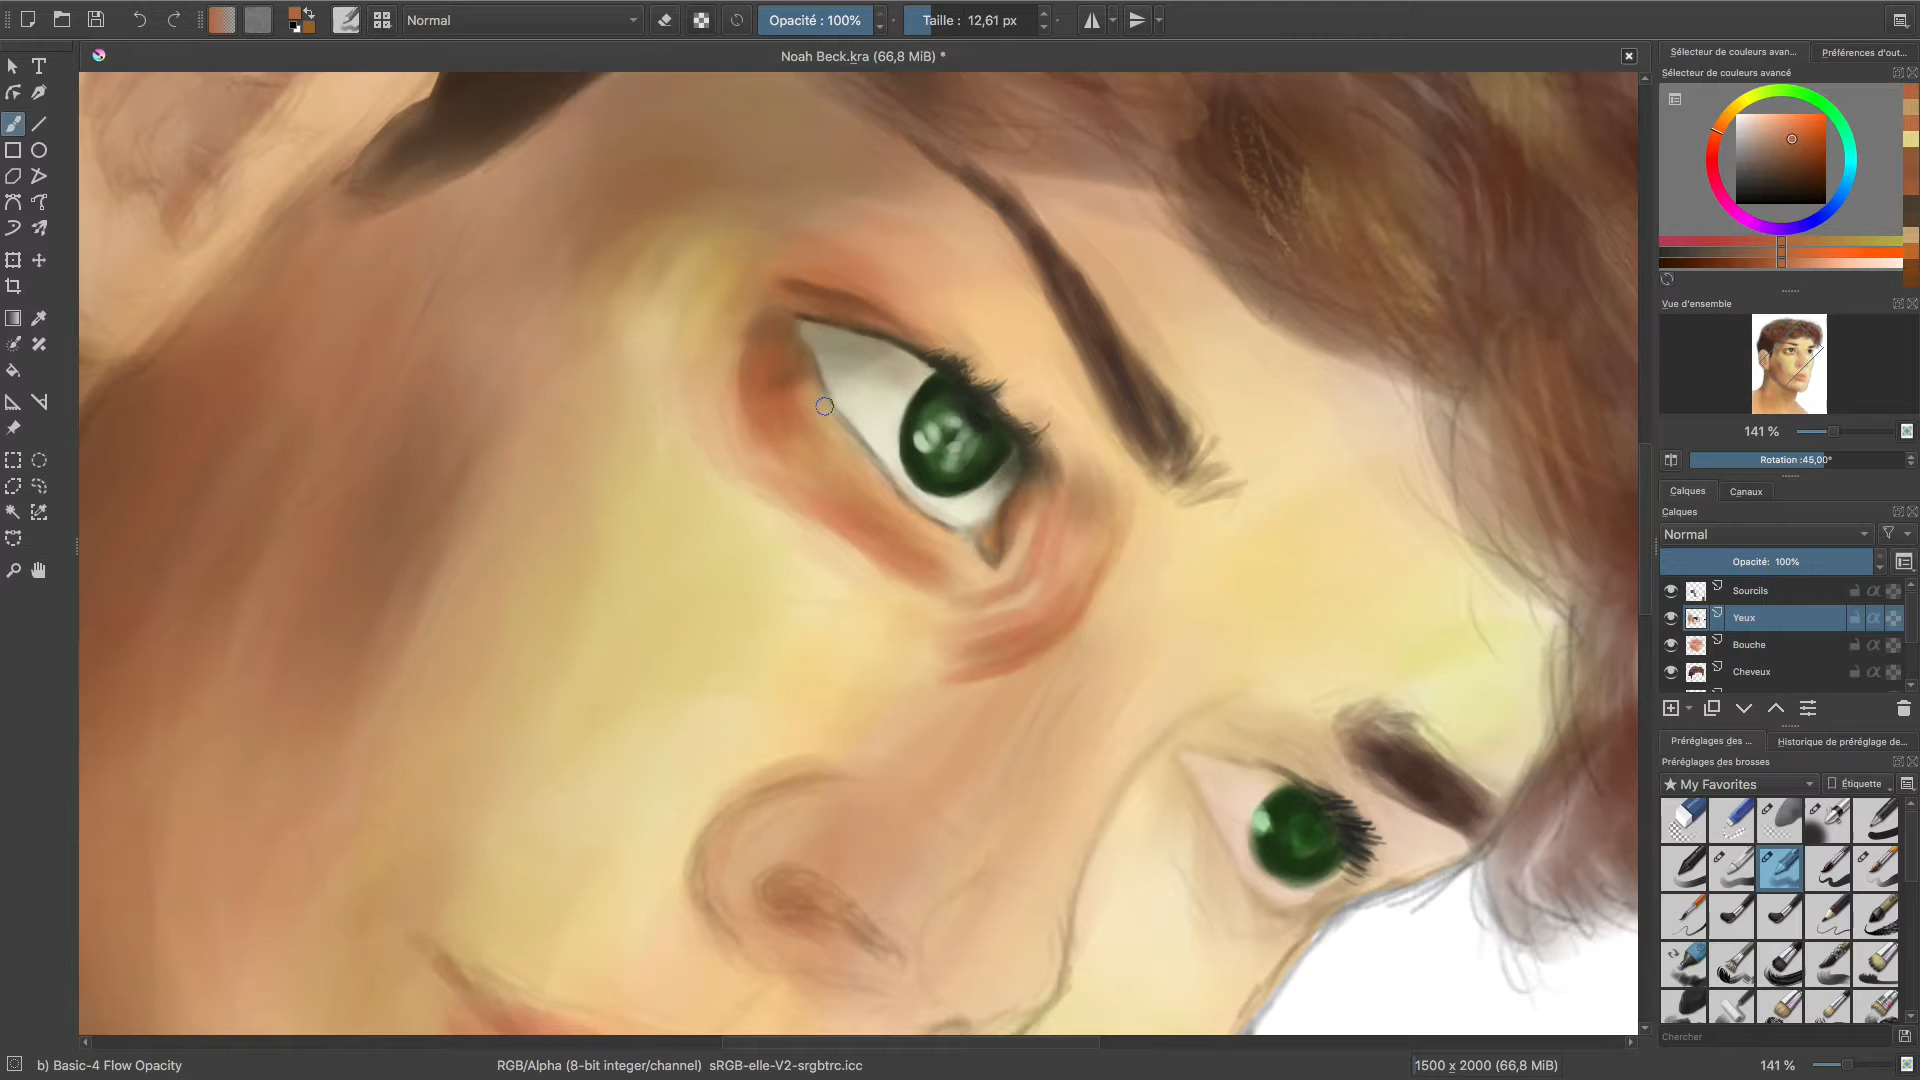 Normal
Opacité : 100%
Taille : 12,61 px
Noah Beck.kra (66,8 MiB) *
Sélecteur de couleurs avan...
Préférences d'out...
Sélecteur de couleurs avancé
Vue d'ensemble
141 %
Rotation :45,00°
Calques
Canaux
Calques
Normal
Opacité: 100%
Sourcils
Yeux
Bouche
Cheveux
Préréglages des ...
Historique de préréglage de...
Préréglages des brosses
★ My Favorites
Étiquette
Chercher
b) Basic-4 Flow Opacity
RGB/Alpha (8-bit integer/channel) sRGB-elle-V2-srgbtrc.icc
1500 x 2000 (66,8 MiB)
141 %